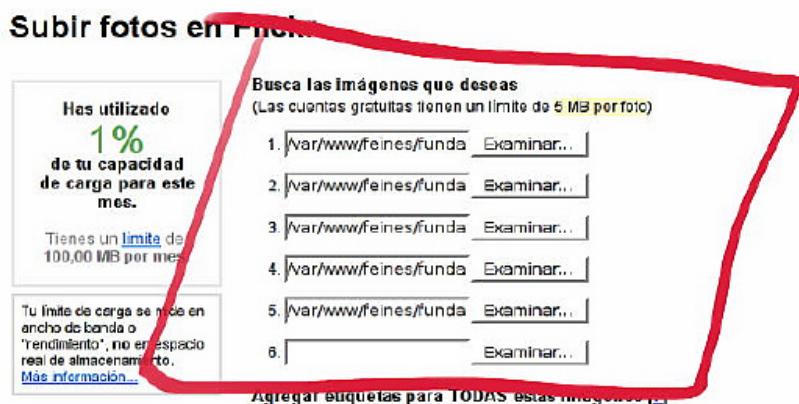 Subir fotos en Flickr
Has utilizado
1%
de tu capacidad
de carga para este
mes.
Tienes un límite de
100,00 MB por mes
Tu límite de carga se mide en
ancho de banda o
"rendimiento", no en espacio
real de almacenamiento.
Más información...
Busca las imágenes que deseas
(Las cuentas gratuitas tienen un límite de 5 MB por foto)
1. /var/www/feines/funda Examinar...
2. /var/www/feines/funda Examinar...
3. /var/www/feines/funda Examinar...
4. /var/www/feines/funda Examinar...
5. /var/www/feines/funda Examinar...
6. Examinar...
Agregar etiquetas para TODAS estas imágenes [?]